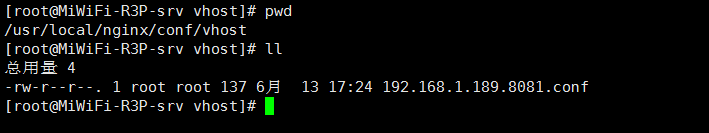 [root@MiWiFi-R3P-srv vhost]# pwd
/usr/local/nginx/conf/vhost
[root@MiWiFi-R3P-srv vhost]# ll
总用量 4
-rw-r--r--. 1 root root 137 6月  13 17:24 192.168.1.189.8081.conf
[root@MiWiFi-R3P-srv vhost]#